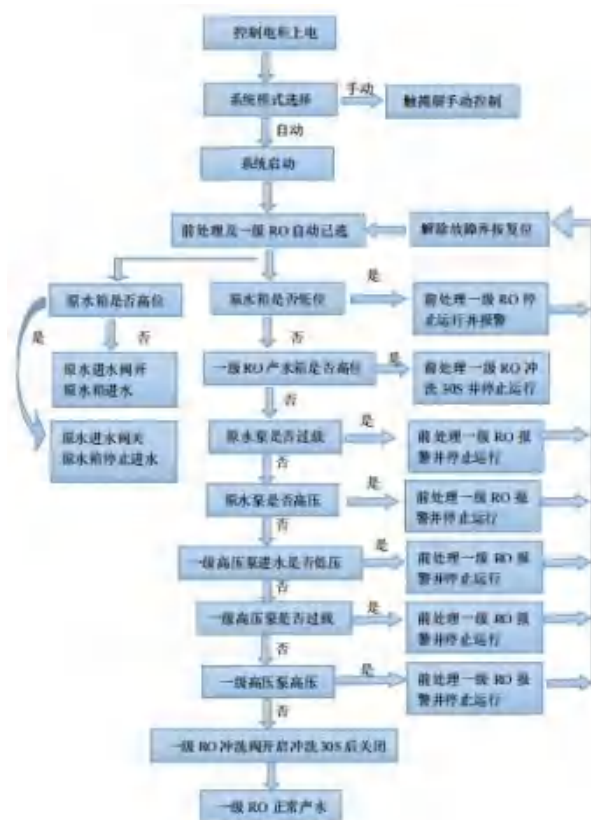 控制电柜上电
系统模式选择
手动
触摸屏手动控制
自动
系统启动
前处理及一级 RO 自动已选
解除故障并按复位
原水箱是否高位
原水箱是否低位
是
前处理一级 RO 停
止运行并报警
是
否
否
原水进水阀开
原水箱进水
一级 RO 产水箱是否高位
是
前处理一级 RO 冲
洗 30S 并停止运行
否
原水进水阀关
原水箱停止进水
原水泵是否过线
是
前处理一级 RO 报
警并停止运行
否
原水泵是否高压
是
前处理一级 RO 报
警并停止运行
否
一级高压泵进水是否低压
是
前处理一级 RO 报
警并停止运行
否
一级高压泵是否过线
是
前处理一级 RO 报
警并停止运行
否
一级高压泵高压
是
前处理一级 RO 报
警并停止运行
否
一级 RO 冲洗阀开启冲洗 30S 后关闭
一级 RO 正常产水